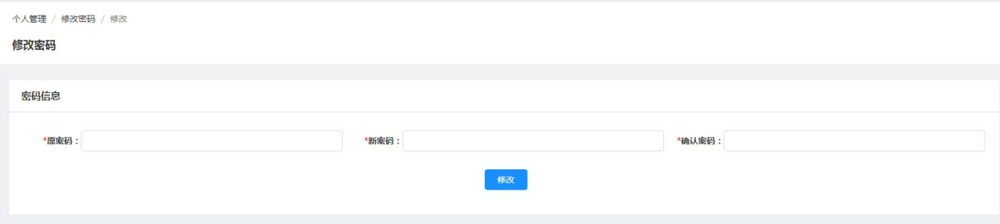 个人管理 / 修改密码 / 修改
修改密码
密码信息
*原密码： *新密码： *确认密码：
修改